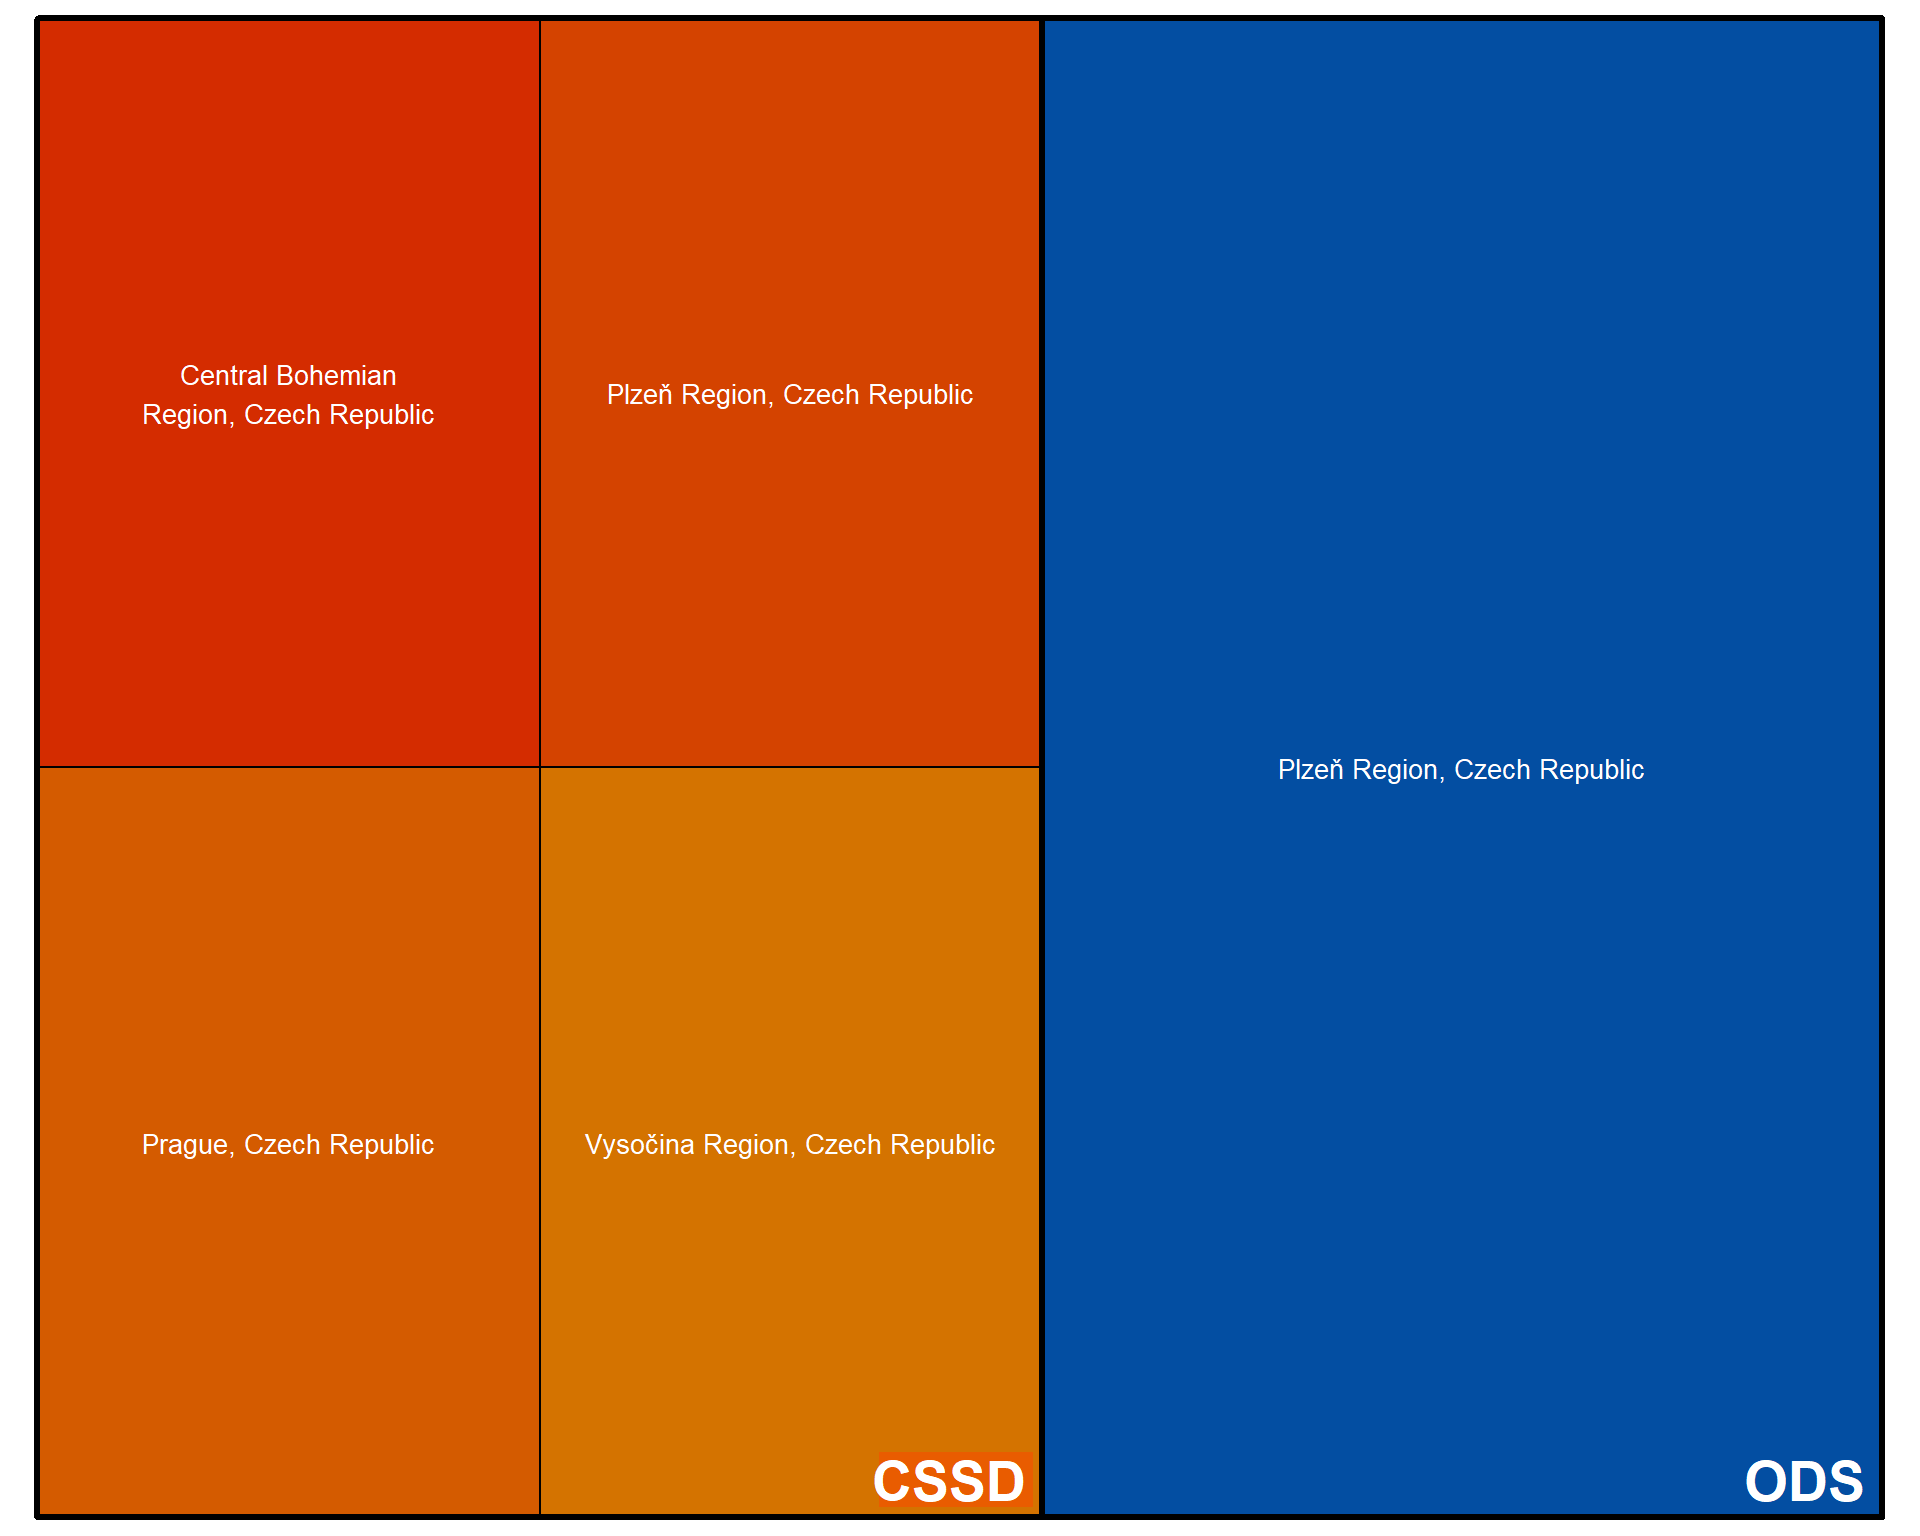 Central Bohemian
Region, Czech Republic
Plzeň Region, Czech Republic
Plzeň Region, Czech Republic
Prague, Czech Republic
Vysočina Region, Czech Republic
CSSD
ODS